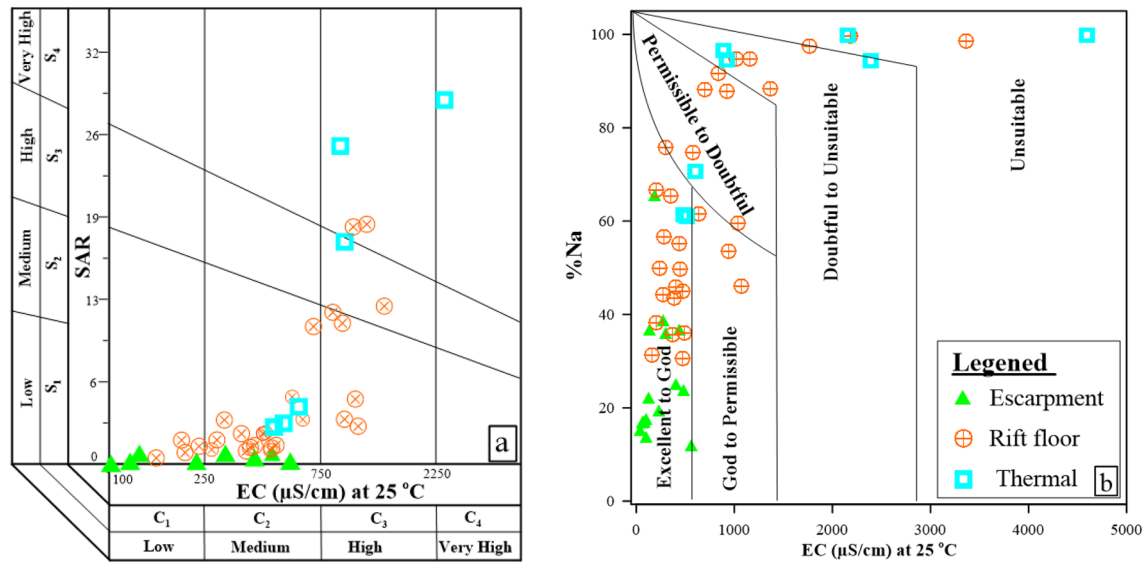 Very High
S4
High
S3
Medium
S2
Low
S1
SAR
32
26
19
13
6
0
a
100
250
750
2250
EC (µS/cm) at 25 °C
C1
C2
C3
C4
Low
Medium
High
Very High
%Na
100
80
60
40
20
0
Permissible to Doubtful
Excellent to God
God to Permissible
Doubtful to Unsuitable
Unsuitable
Legened
Escarpment
Rift floor
Thermal
b
0
1000
2000
3000
4000
5000
EC (µS/cm) at 25 °C